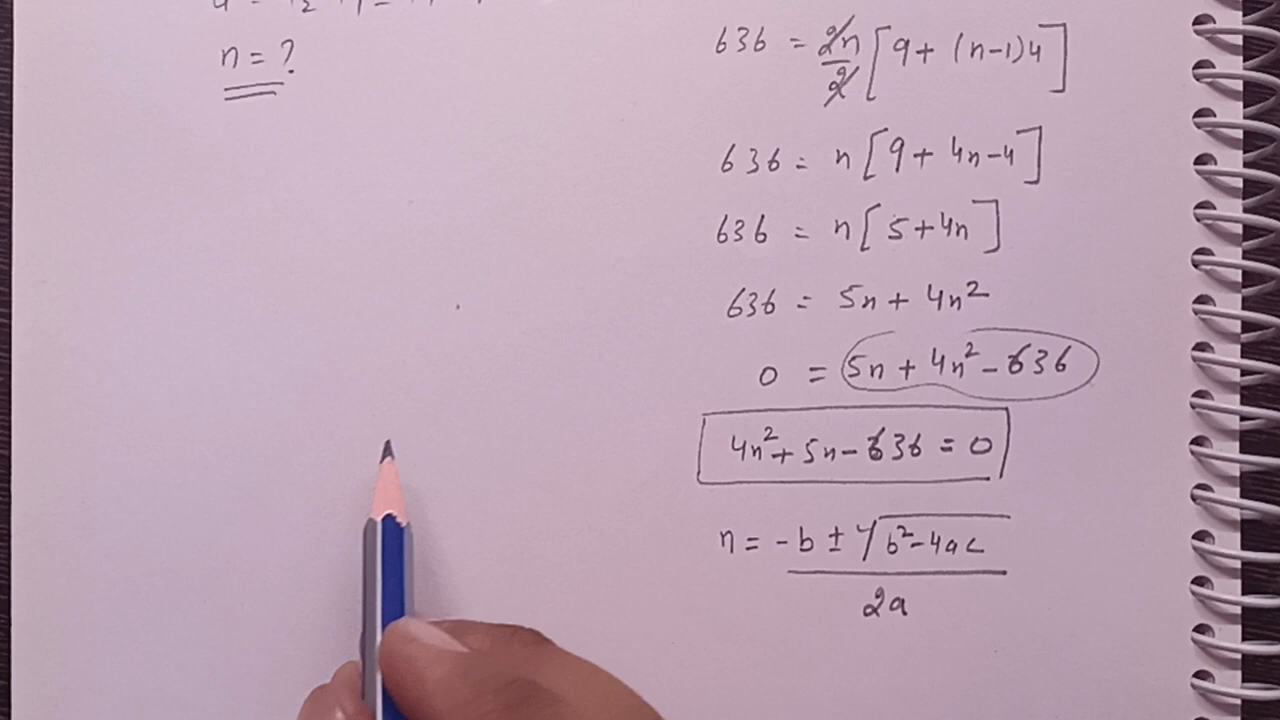 n = ?
636 = 2n/2 [9 + (n-1)4]
636 = n[9 + 4n-4]
636 = n[5+4n]
636 = 5n + 4n²
0 = 5n + 4n² - 636
4n² + 5n - 636 = 0
n = -b ± √b²-4ac
2a